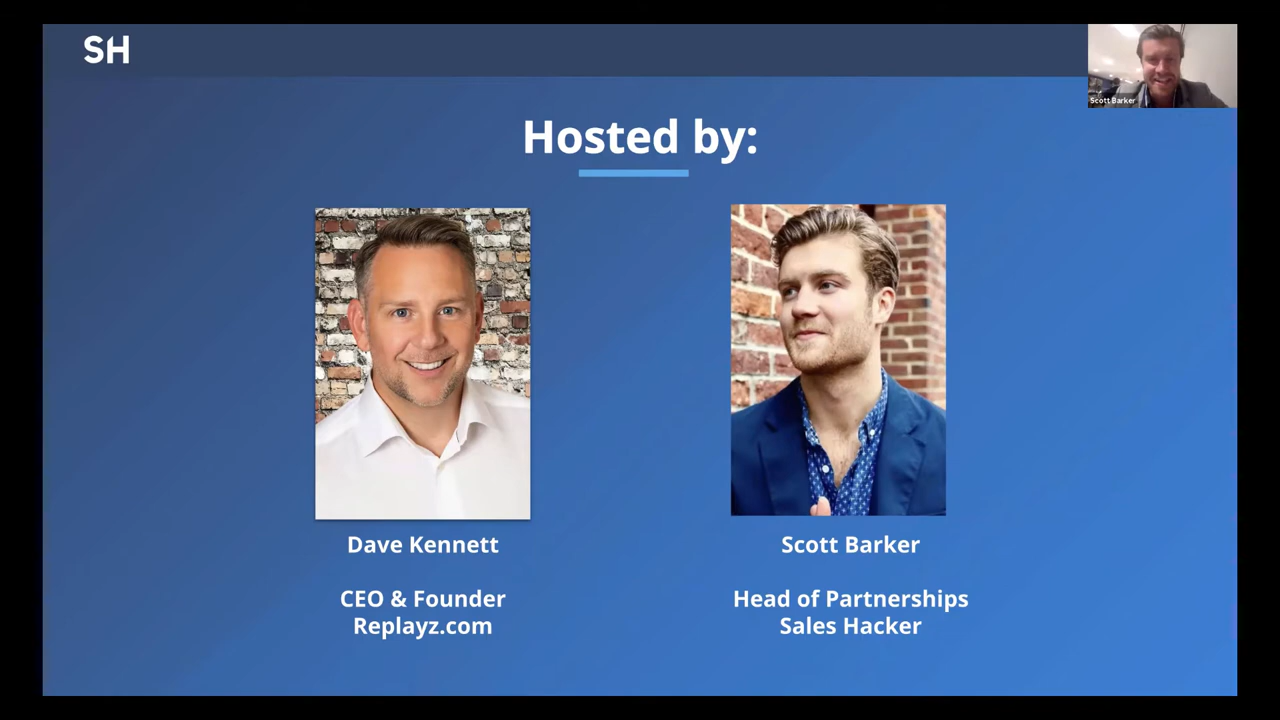 SH
Scott Barker
Hosted by:
Dave Kennett
CEO & Founder
Replayz.com
Scott Barker
Head of Partnerships
Sales Hacker